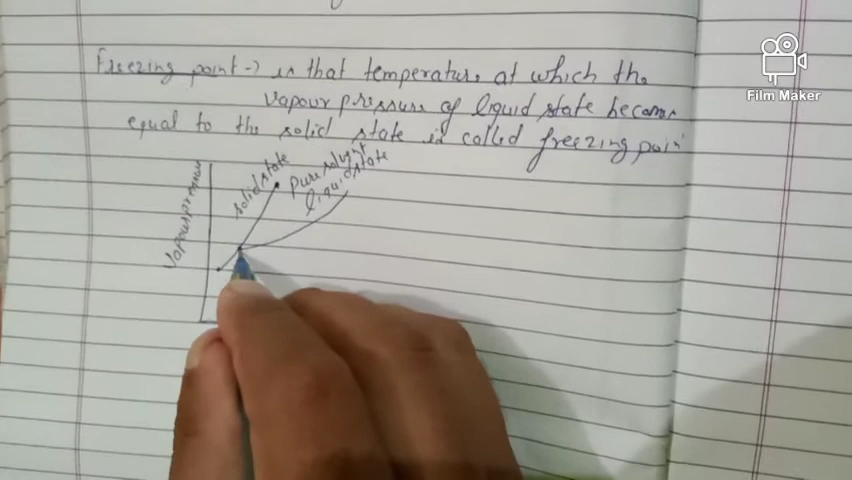 Freezing point → is that temperature at which the
vapour pressure of liquid state becomes
equal to the solid state is called freezing point
Vapour pressure
solid state
pure solvent
liquid state
Film Maker